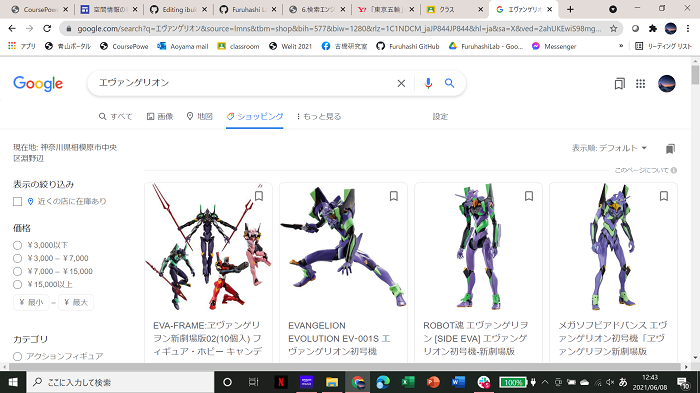 CoursePowe
空間情報の
Editing ibui
Furuhashi La
6.検索エンジ
「東京五輪」
クラス
エヴァンゲリオ
google.com/search?q=エヴァンゲリオン&source=lmns&tbm=shop&bih=577&biw=1280&rlz=1C1NDCM_jaJP844JP844&hl=ja&sa=X&ved=2ahUKEwiS98mg...
アプリ
青山ポータル
CoursePowe
Aoyama mail
classroom
Welit 2021
古橋研究室
Furuhashi GitHub
FuruhashiLab - Goo...
Messenger
»
リーディング リスト
Google
エヴァンゲリオン
すべて
画像
地図
ショッピング
もっと見る
設定
現在地: 神奈川県相模原市中央
区淵野辺
表示順: デフォルト
このページについて
表示の絞り込み
近くの店に在庫あり
価格
¥3,000以下
¥3,000 – ¥7,000
¥7,000 – ¥15,000
¥15,000以上
¥ 最小 – ¥ 最大
カテゴリ
アクションフィギュア
EVA-FRAME:ヱヴァンゲリ
ヲン新劇場版02(10個入) フ
ィギュア・ホビー キャンデ
EVANGELION
EVOLUTION EV-001S エ
ヴァンゲリオン初号機
ROBOT魂 エヴァンゲリヲ
ン [SIDE EVA] エヴァンゲ
リオン初号機-新劇場版
メガソフビアドバンス エヴ
ァンゲリオン初号機「ヱヴ
ァンゲリヲン新劇場版
ここに入力して検索
100%
あ
12:43
2021/06/08
10